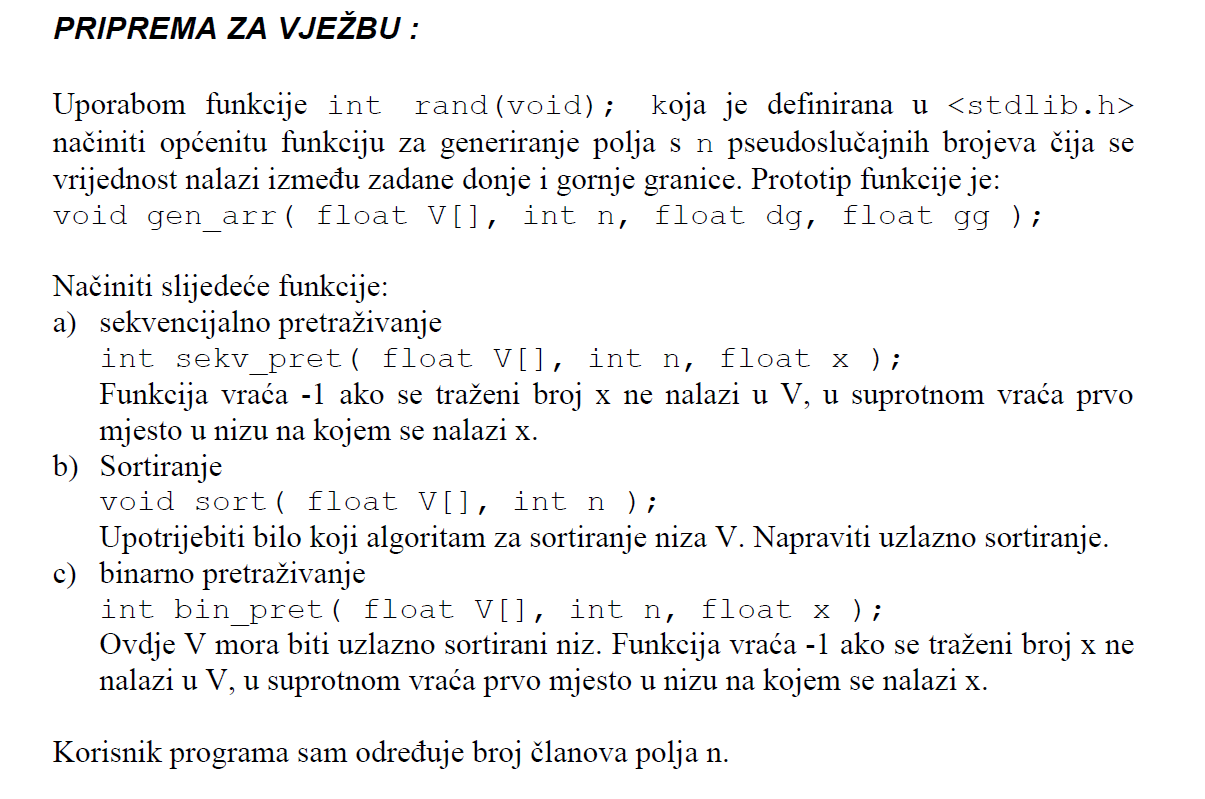 PRIPREMA ZA VJEŽBU :
Uporabom funkcije int rand(void); koja je definirana u <stdlib.h>
načiniti općenitu funkciju za generiranje polja s n pseudoslučajnih brojeva čija se
vrijednost nalazi između zadane donje i gornje granice. Prototip funkcije je:
void gen_arr( float V[], int n, float dg, float gg );
Načiniti slijedeće funkcije:
a) sekvencijalno pretraživanje
int sekv_pret( float V[], int n, float x );
Funkcija vraća -1 ako se traženi broj x ne nalazi u V, u suprotnom vraća prvo
mjesto u nizu na kojem se nalazi x.
b) Sortiranje
void sort( float V[], int n );
Upotrijebiti bilo koji algoritam za sortiranje niza V. Napraviti uzlazno sortiranje.
c) binarno pretraživanje
int bin_pret( float V[], int n, float x );
Ovdje V mora biti uzlazno sortirani niz. Funkcija vraća -1 ako se traženi broj x ne
nalazi u V, u suprotnom vraća prvo mjesto u nizu na kojem se nalazi x.
Korisnik programa sam određuje broj članova polja n.